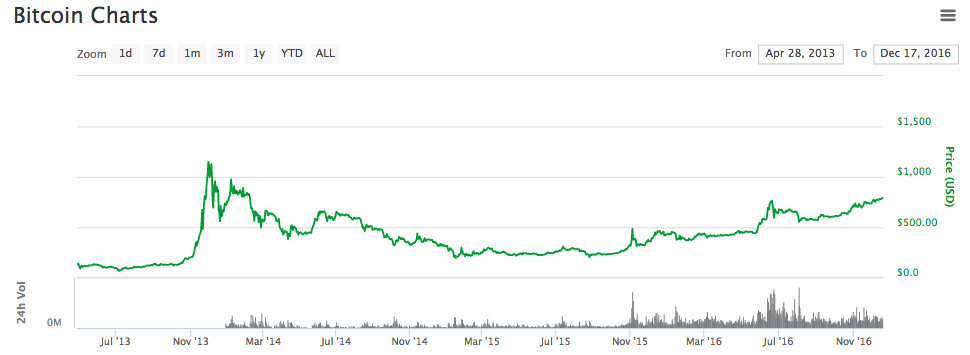 Bitcoin Charts
Zoom 1d 7d 1m 3m 1y YTD ALL From Apr 28, 2013 To Dec 17, 2016
$1,500
$1,000
$500.00
$0.0
Price (USD)
24h Vol
0M
Jul '13 Nov '13 Mar '14 Jul '14 Nov '14 Mar '15 Jul '15 Nov '15 Mar '16 Jul '16 Nov '16